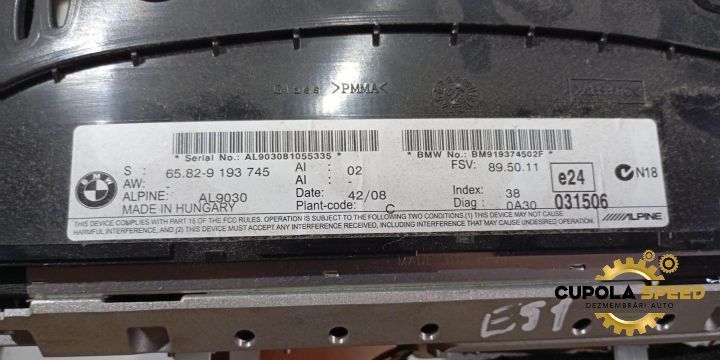 Glass >PMMA<
* Serial No.: AL903081055335 *
* BMW No.: BM919374502F *
S : 65.82-9 193 745
AW: -
ALPINE: AL9030
MADE IN HUNGARY
AI : 02
AI : -
Date: 42/08
Plant-code: C
FSV: 89.50.11
Index: 38
Diag : 0A30
e24
031506
N18
ALPINE
BMW
THIS DEVICE COMPLIES WITH PART 15 OF THE FCC RULES. OPERATION IS SUBJECT TO THE FOLLOWING TWO CONDITIONS.(1) THIS DEVICE MAY NOT CAUSE
HARMFUL INTERFERENCE, AND (2) THIS DEVICE MUST ACCEPT ANY INTERFERENCE RECEIVED, INCLUDING INTERFERENCE THAT MAY CAUSE UNDESIRED OPERATION.
E91
CUPOLA SPEED
DEZMEMBRĂRI AUTO